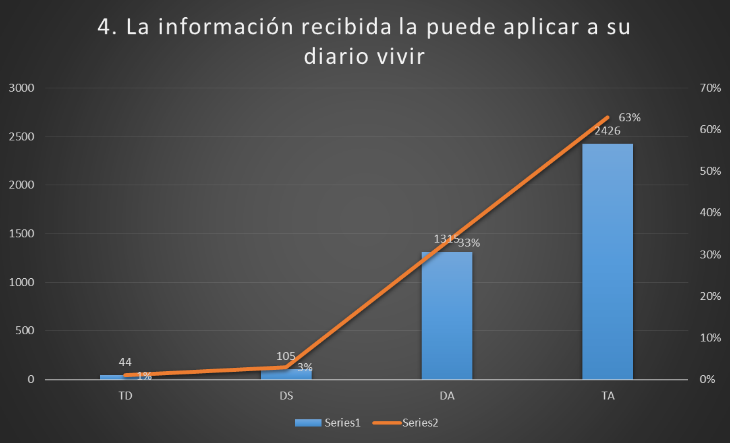 4. La información recibida la puede aplicar a su
diario vivir
3000
2500
2000
1500
1000
500
0
70%
60%
50%
40%
30%
20%
10%
0%
44
1%
105
3%
1315
33%
2426
63%
TD
DS
DA
TA
Series1
Series2